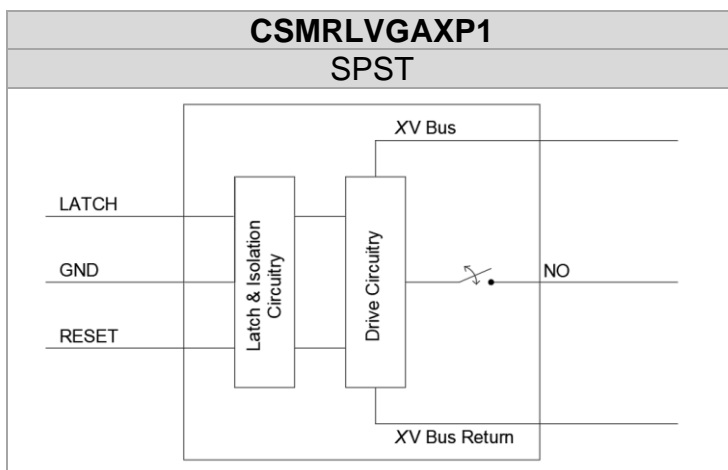 CSMRLVGAXP1
SPST
XV Bus
LATCH
GND
RESET
Latch & Isolation
Circuitry
Drive Circuitry
NO
XV Bus Return